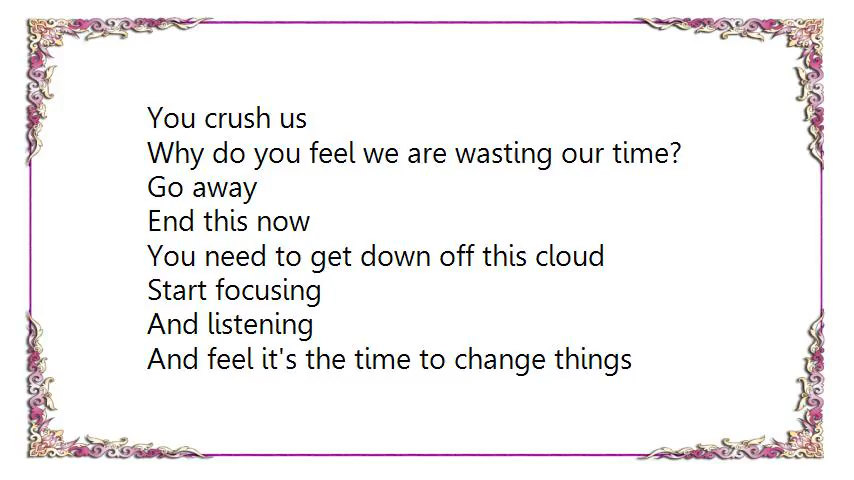 You crush us
Why do you feel we are wasting our time?
Go away
End this now
You need to get down off this cloud
Start focusing
And listening
And feel it's the time to change things